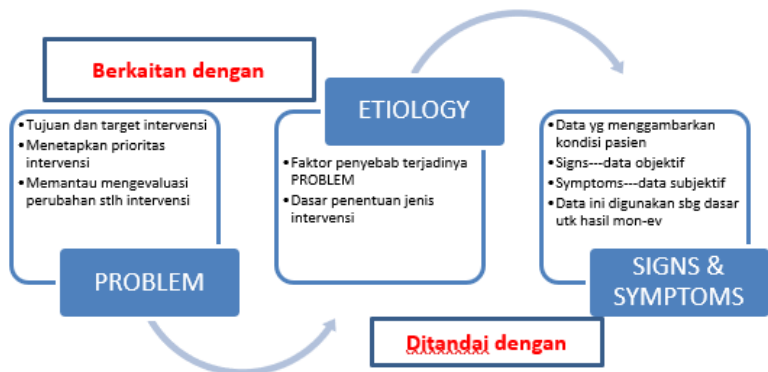 Berkaitan dengan
•Tujuan dan target intervensi
•Menetapkan prioritas
intervensi
•Memantau mengevaluasi
perubahan stlh intervensi
PROBLEM
ETIOLOGY
•Faktor penyebab terjadinya
PROBLEM
•Dasar penentuan jenis
intervensi
•Data yg menggambarkan
kondisi pasien
•Signs---data objektif
•Symptoms---data subjektif
•Data ini digunakan sbg dasar
utk hasil mon-ev
SIGNS &
SYMPTOMS
Ditandai dengan